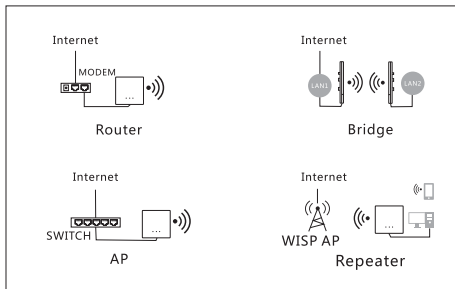 Internet
MODEM
Router
Internet
LAN1
LAN2
Bridge
Internet
SWITCH
AP
Internet
WISP AP
Repeater